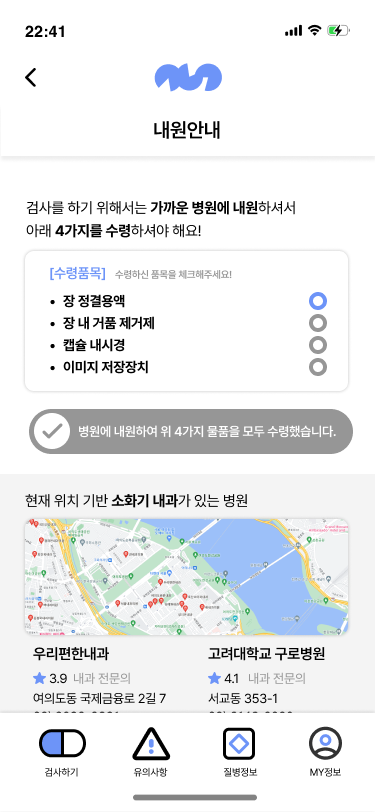 22:41
내원안내
검사를 하기 위해서는 가까운 병원에 내원하셔서
아래 4가지를 수령하셔야 해요!
[수령품목] 수령하신 품목을 체크해주세요!
• 장 정결용액
• 장 내 거품 제거제
• 캡슐 내시경
• 이미지 저장장치
병원에 내원하여 위 4가지 물품을 모두 수령했습니다.
현재 위치 기반 소화기 내과가 있는 병원
우리편한내과 고려대학교 구로병원
3.9 내과 전문의 4.1 내과 전문의
여의도동 국제금융로 2길 7 서교동 353-1
검사하기 유의사항 질병정보 MY정보